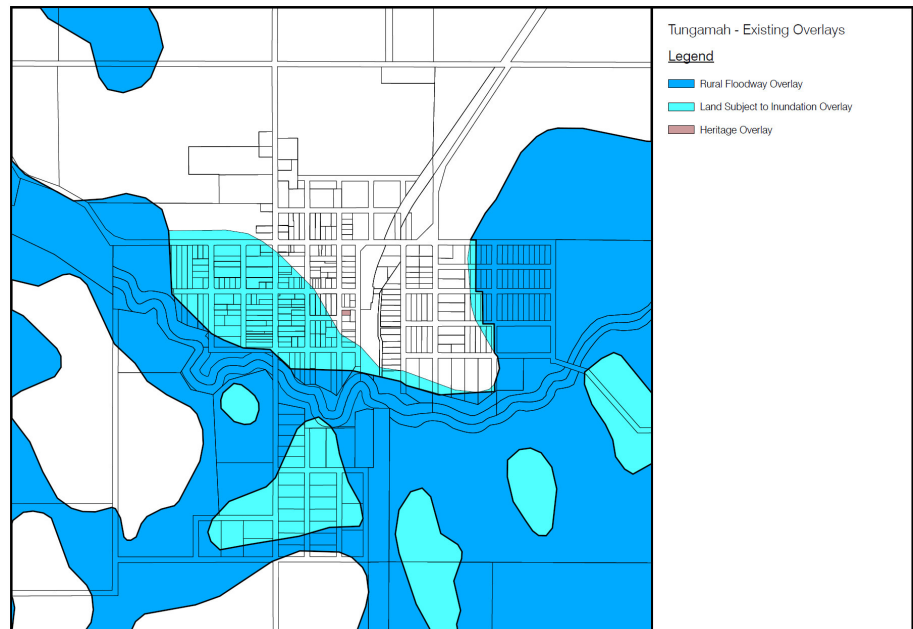 Tungamah - Existing Overlays
Legend
Rural Floodway Overlay
Land Subject to Inundation Overlay
Heritage Overlay